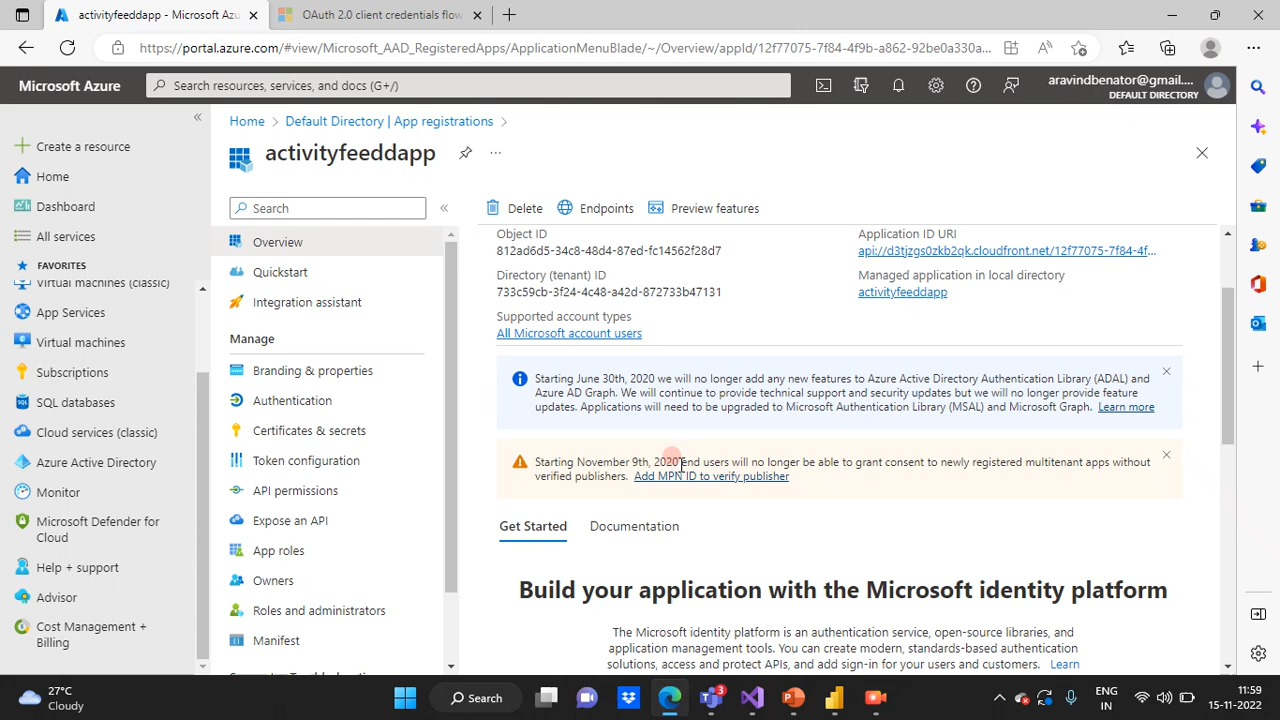 activityfeeddapp - Microsoft Azu
OAuth 2.0 client credentials flow
https://portal.azure.com/#view/Microsoft_AAD_RegisteredApps/ApplicationMenuBlade/~/Overview/appId/12f77075-7f84-4f9b-a862-92be0a330a...
Microsoft Azure
Search resources, services, and docs (G+/)
aravindbenator@gmail....
DEFAULT DIRECTORY
Create a resource
Home
Dashboard
All services
FAVORITES
Virtual machines (classic)
App Services
Virtual machines
Subscriptions
SQL databases
Cloud services (classic)
Azure Active Directory
Monitor
Microsoft Defender for
Cloud
Help + support
Advisor
Cost Management +
Billing
Home > Default Directory | App registrations >
activityfeeddapp
Search
Overview
Quickstart
Integration assistant
Manage
Branding & properties
Authentication
Certificates & secrets
Token configuration
API permissions
Expose an API
App roles
Owners
Roles and administrators
Manifest
Delete
Endpoints
Preview features
Object ID
812ad6d5-34c8-48d4-87ed-fc14562f28d7
Directory (tenant) ID
733c59cb-3f24-4c48-a42d-872733b47131
Supported account types
All Microsoft account users
Application ID URI
api://d3tjzgs0zkb2qk.cloudfront.net/12f77075-7f84-4f...
Managed application in local directory
activityfeeddapp
Starting June 30th, 2020 we will no longer add any new features to Azure Active Directory Authentication Library (ADAL) and
Azure AD Graph. We will continue to provide technical support and security updates but we will no longer provide feature
updates. Applications will need to be upgraded to Microsoft Authentication Library (MSAL) and Microsoft Graph. Learn more
Starting November 9th, 2020 end users will no longer be able to grant consent to newly registered multitenant apps without
verified publishers. Add MPN ID to verify publisher
Get Started
Documentation
Build your application with the Microsoft identity platform
The Microsoft identity platform is an authentication service, open-source libraries, and
application management tools. You can create modern, standards-based authentication
solutions, access and protect APIs, and add sign-in for your users and customers. Learn
27°C
Cloudy
Search
3
ENG
IN
11:59
15-11-2022